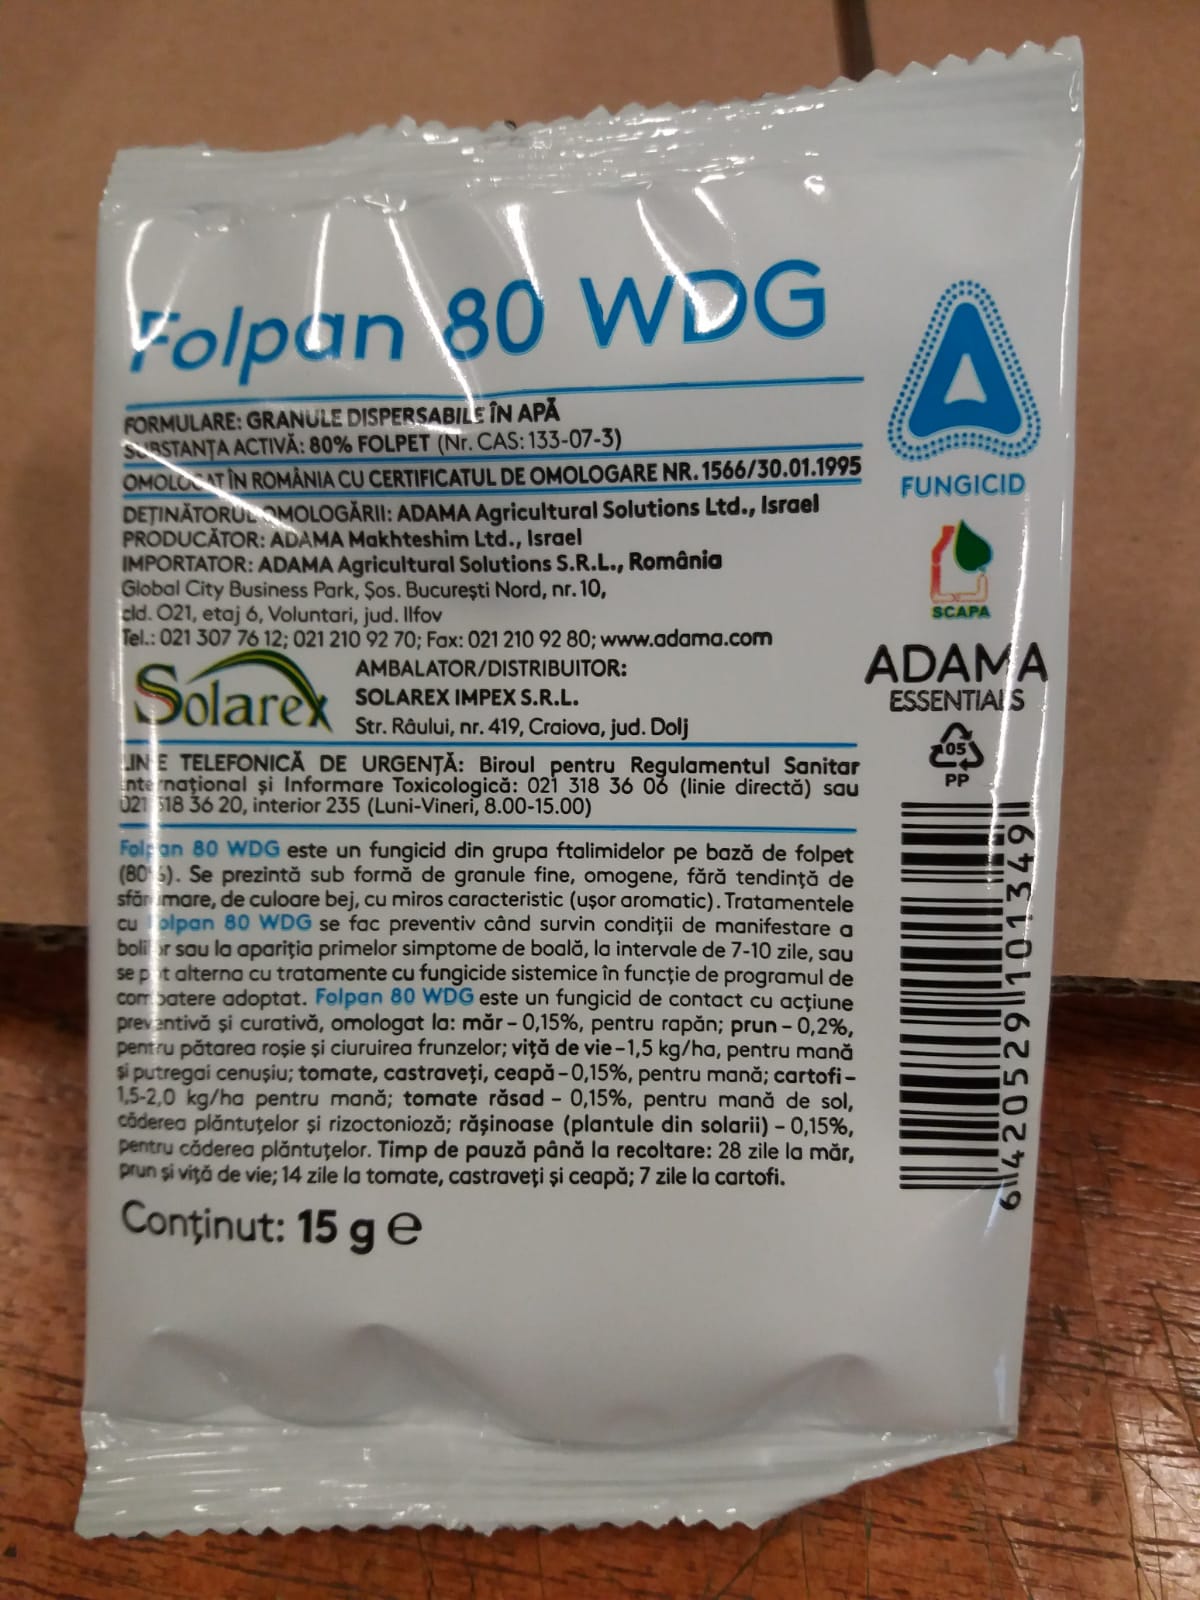 Folpan 80 WDG
FORMULARE: GRANULE DISPERSABILE ÎN APĂ
SUBSTANȚA ACTIVĂ: 80% FOLPET (Nr. CAS: 133-07-3)
OMOLOGAT ÎN ROMÂNIA CU CERTIFICATUL DE OMOLOGARE NR. 1566/30.01.1995
DEȚINĂTORUL OMOLOGĂRII: ADAMA Agricultural Solutions Ltd., Israel
PRODUCĂTOR: ADAMA Makhteshim Ltd., Israel
IMPORTATOR: ADAMA Agricultural Solutions S.R.L., România
Global City Business Park, Șos. București Nord, nr. 10,
cld. O21, etaj 6, Voluntari, jud. Ilfov
Tel.: 021 307 76 12; 021 210 92 70; Fax: 021 210 92 80; www.adama.com
Solarex
AMBALATOR/DISTRIBUITOR:
SOLAREX IMPEX S.R.L.
Str. Râului, nr. 419, Craiova, jud. Dolj
LINIE TELEFONICĂ DE URGENȚĂ: Biroul pentru Regulamentul Sanitar
Internațional și Informare Toxicologică: 021 318 36 06 (linie directă) sau
021 318 36 20, interior 235 (Luni-Vineri, 8.00-15.00)
Folpan 80 WDG este un fungicid din grupa ftalimidelor pe bază de folpet
(80%). Se prezintă sub formă de granule fine, omogene, fără tendință de
sfărâmare, de culoare bej, cu miros caracteristic (ușor aromatic). Tratamentele
cu Folpan 80 WDG se fac preventiv când survin condiții de manifestare a
bolilor sau la apariția primelor simptome de boală, la intervale de 7-10 zile, sau
se pot alterna cu tratamente cu fungicide sistemice în funcție de programul de
combatere adoptat. Folpan 80 WDG este un fungicid de contact cu acțiune
preventivă și curativă, omologat la: măr - 0,15%, pentru rapăn; prun - 0,2%,
pentru pătarea roșie și ciuruirea frunzelor; viță de vie - 1,5 kg/ha, pentru mană
și putregai cenușiu; tomate, castraveți, ceapă - 0,15%, pentru mană; cartofi -
1,5-2,0 kg/ha pentru mană; tomate răsad - 0,15%, pentru mană de sol,
căderea plăntuțelor și rizoctonioză; rășinoase (plantule din solarii) - 0,15%,
pentru căderea plăntuțelor. Timp de pauză până la recoltare: 28 zile la măr,
prun și viță de vie; 14 zile la tomate, castraveți și ceapă; 7 zile la cartofi.
Conținut: 15 g e
FUNGICID
SCAPA
ADAMA
ESSENTIALS
05
PP
6420529101349